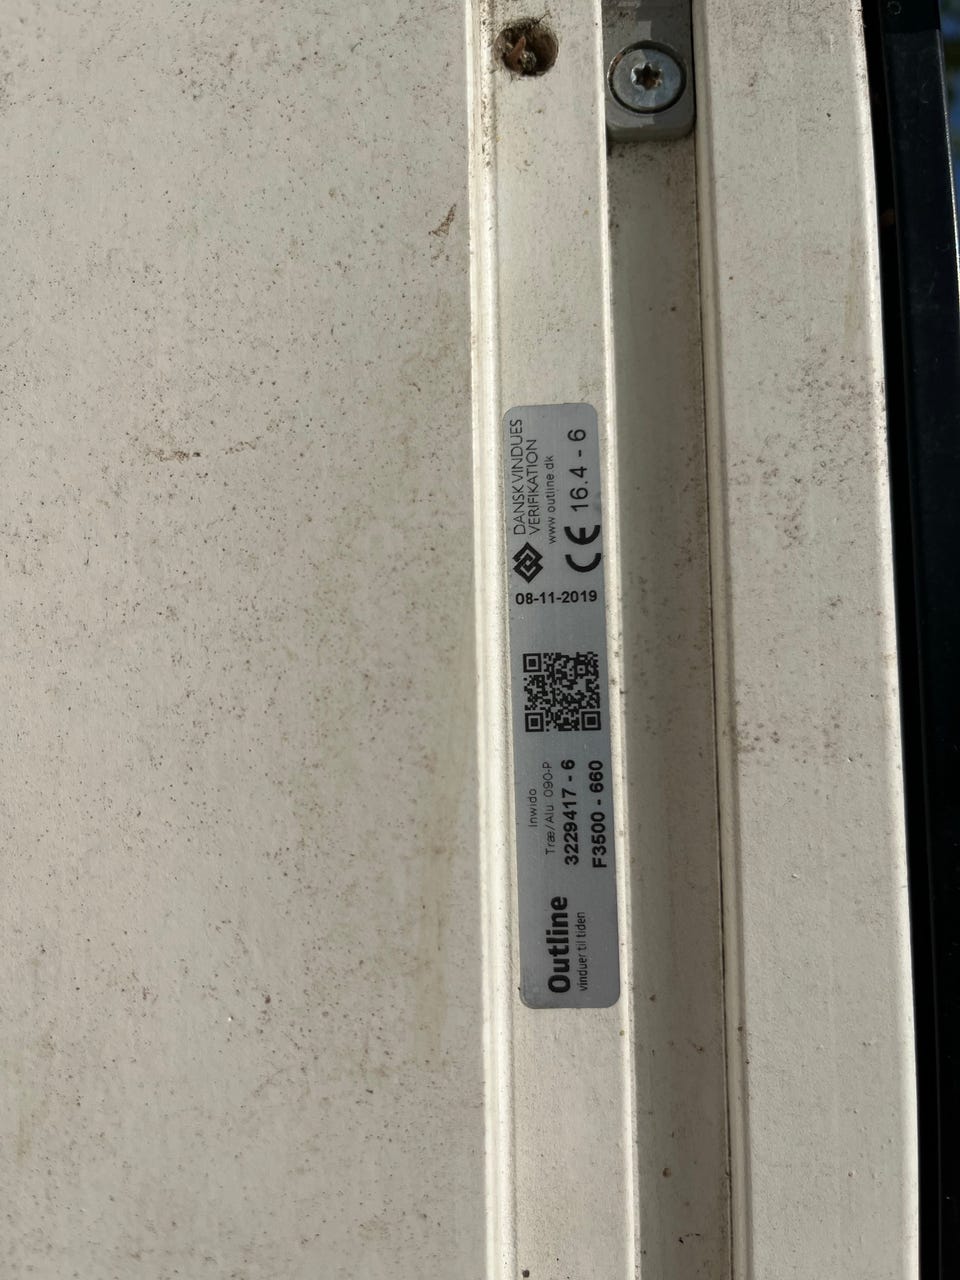 Outline
vinduer til tiden
Inwido
Træ/Alu 090-P
3229417 - 6
F3500 - 660
08-11-2019
DANSK VINDUES
VERIFIKATION
www.outline.dk
CE 16.4 - 6